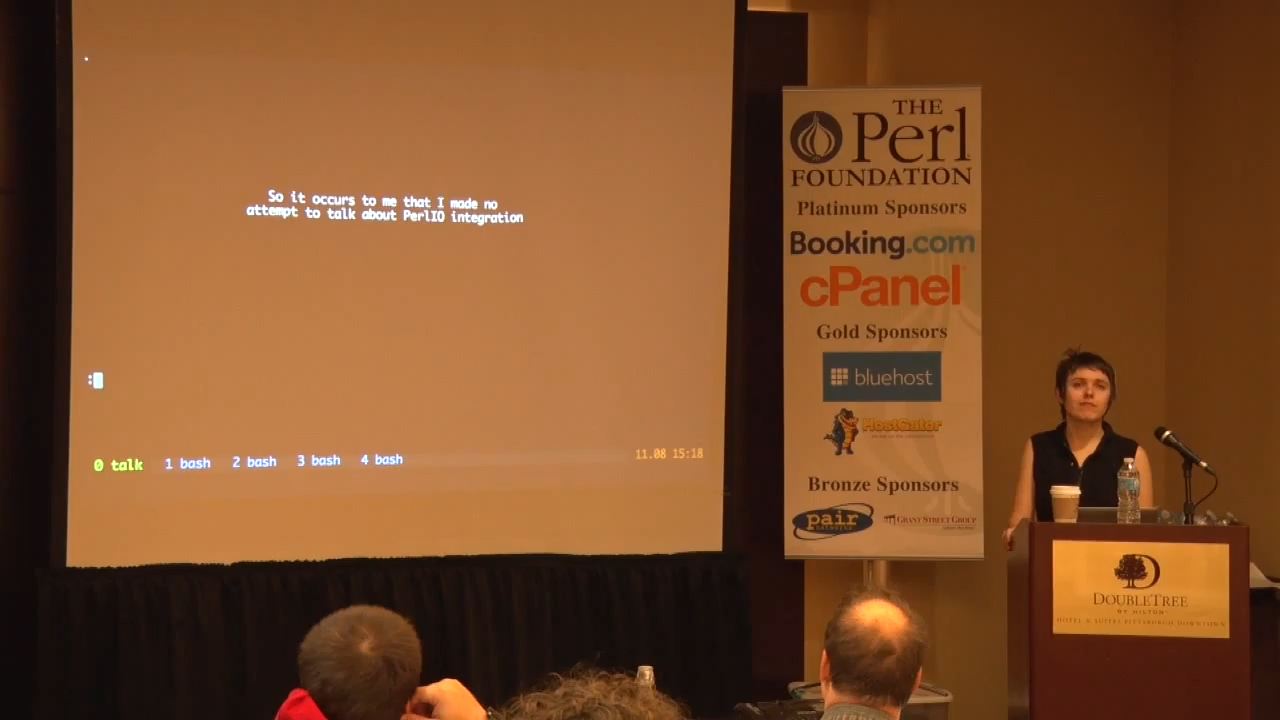 So it occurs to me that I made no
attempt to talk about PerlIO integration
:
0 talk 1 bash 2 bash 3 bash 4 bash 11.08 15:18
THE
Perl
FOUNDATION
Platinum Sponsors
Booking.com
cPanel
Gold Sponsors
bluehost
HostGator
Bronze Sponsors
pair
NETWORKS
GRANT STREET GROUP
D
DOUBLETREE
BY HILTON
HOTEL & SUITES PITTSBURGH DOWNTOWN